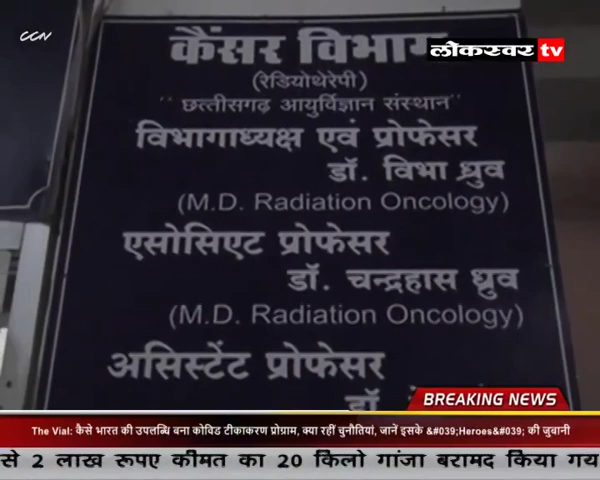 CCN
कैंसर विभाग
लोकस्वर tv
(रेडियोथेरेपी)
"छत्तीसगढ़ आयुर्विज्ञान संस्थान"
विभागाध्यक्ष एवं प्रोफेसर
डॉ. विभा ध्रुव
(M.D. Radiation Oncology)
एसोसिएट प्रोफेसर
डॉ. चन्द्रहास ध्रुव
(M.D. Radiation Oncology)
असिस्टेंट प्रोफेसर
डॉ
BREAKING NEWS
The Vial: कैसे भारत की उपलब्धि बना कोविड टीकाकरण प्रोग्राम, क्या रहीं चुनौतियां, जानें इसके &#039;Heroes&#039; की जुबानी
से 2 लाख रूपए कीमत का 20 किलो गांजा बरामद किया गय